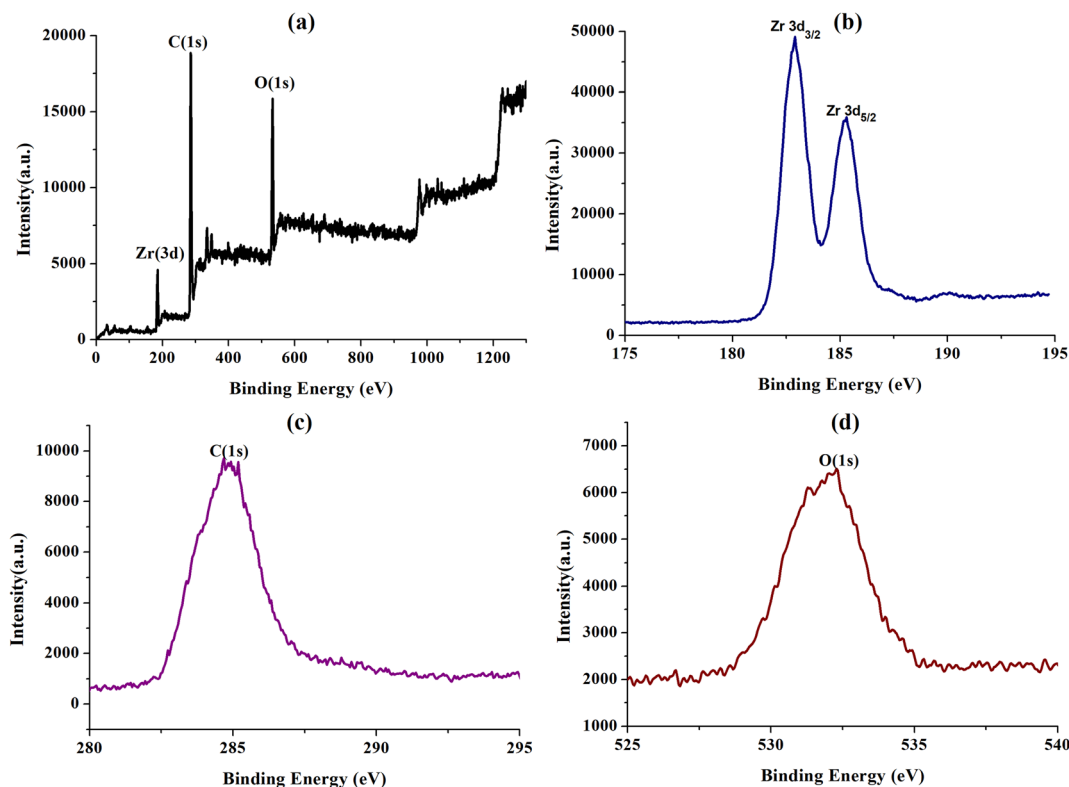 (a)
C(1s)
O(1s)
Zr(3d)
20000
15000
10000
5000
0
0 200 400 600 800 1000 1200
Intensity(a.u.)
Binding Energy (eV)
(b)
Zr 3d3/2
Zr 3d5/2
50000
40000
30000
20000
10000
0
175 180 185 190 195
Intensity(a.u.)
Binding Energy (eV)
(c)
C(1s)
10000
8000
6000
4000
2000
0
280 285 290 295
Intensity(a.u.)
Binding Energy (eV)
(d)
O(1s)
7000
6000
5000
4000
3000
2000
1000
525 530 535 540
Intensity(a.u.)
Binding Energy (eV)